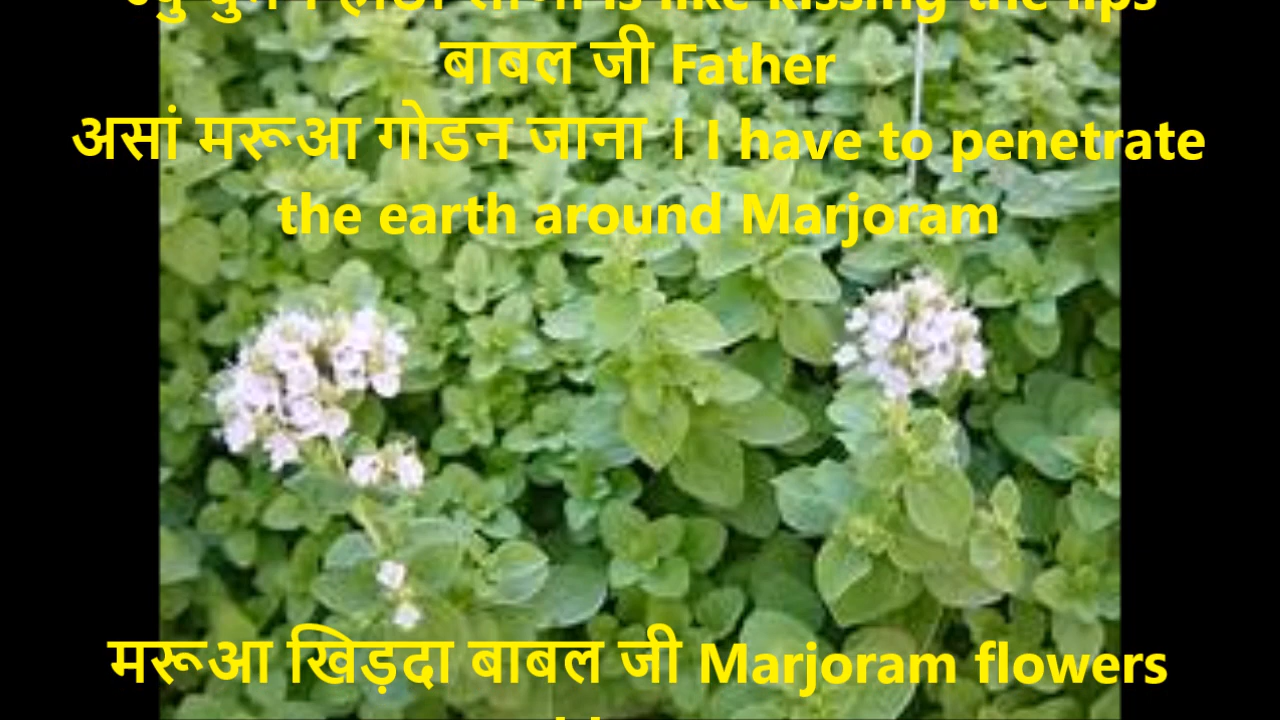 is like kissing the lips
बाबल जी Father
असां मरूआ गोडन जाना । I have to penetrate
the earth around Marjoram
मरूआ खिड़दा बाबल जी Marjoram flowers